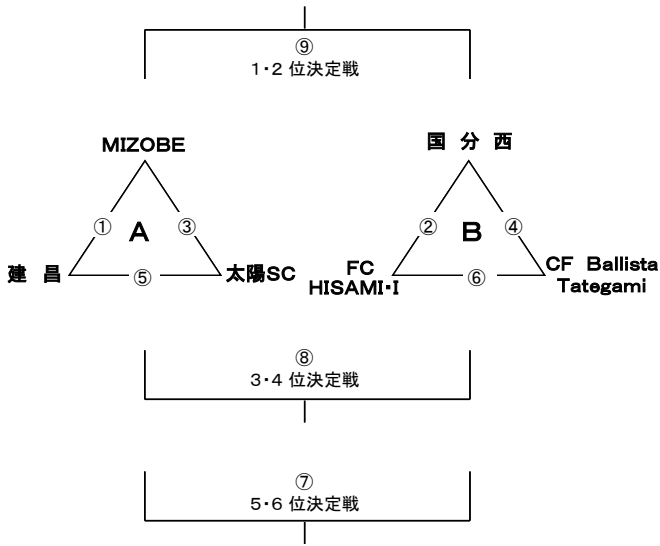 ⑨
1・2 位決定戦
MIZOBE
国 分 西
①
A
③
②
B
④
建 昌
⑤
太陽SC
FC
HISAMI・I
⑥
CF Ballista
Tategami
⑧
3・4 位決定戦
⑦
5・6 位決定戦